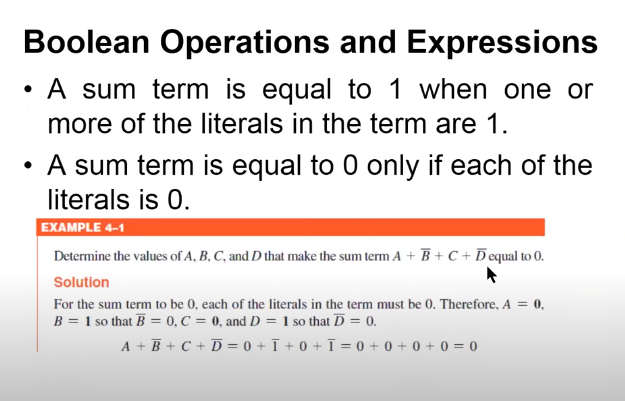 Boolean Operations and Expressions
• A sum term is equal to 1 when one or
more of the literals in the term are 1.
• A sum term is equal to 0 only if each of the
literals is 0.
EXAMPLE 4–1
Determine the values of A, B, C, and D that make the sum term A + B̅ + C + D̅ equal to 0.
Solution
For the sum term to be 0, each of the literals in the term must be 0. Therefore, A = 0,
B = 1 so that B̅ = 0, C = 0, and D = 1 so that D̅ = 0.
A + B̅ + C + D̅ = 0 + 1̅ + 0 + 1̅ = 0 + 0 + 0 + 0 = 0